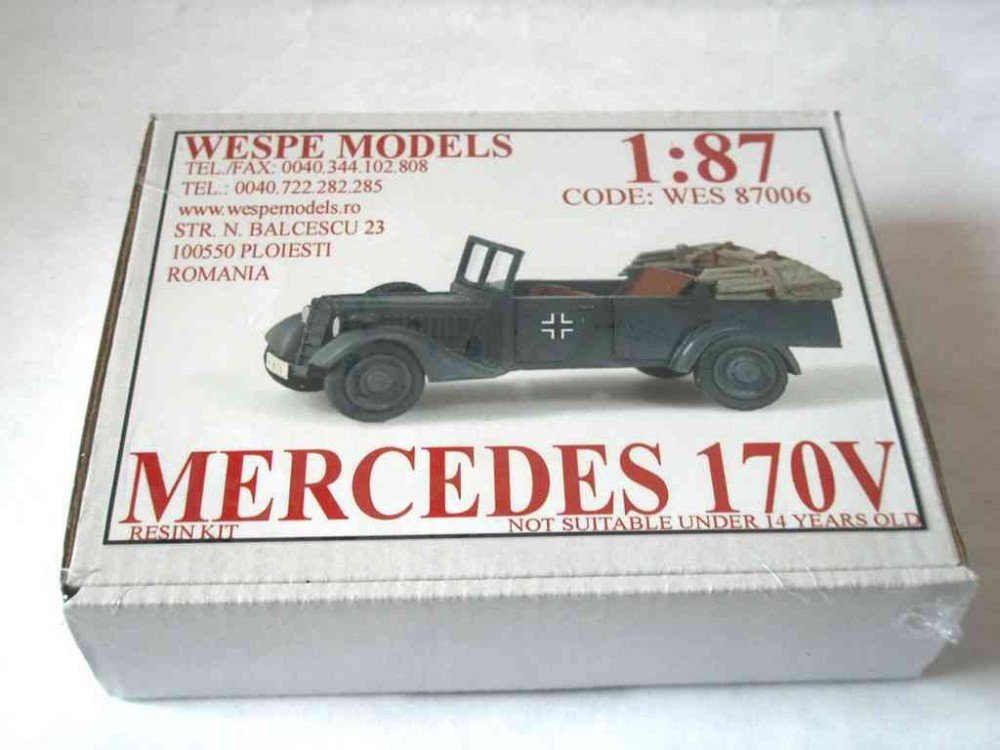 WESPE MODELS
TEL./FAX: 0040.344.102.808
TEL.: 0040.722.282.285
www.wespemodels.ro
STR. N. BALCESCU 23
100550 PLOIESTI
ROMANIA
1:87
CODE: WES 87006
MERCEDES 170V
RESIN KIT
NOT SUITABLE UNDER 14 YEARS OLD